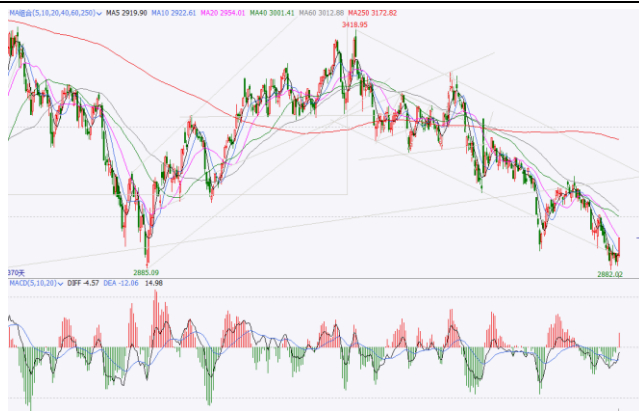 MA组合(5,10,20,40,60,250) MA5 2919.90 MA10 2922.61 MA20 2954.01 MA40 3001.41 MA60 3012.88 MA250 3172.82
3418.95
370天
2885.09
2882.02
MACD(5,10,20) DIFF -4.57 DEA -12.06 14.98